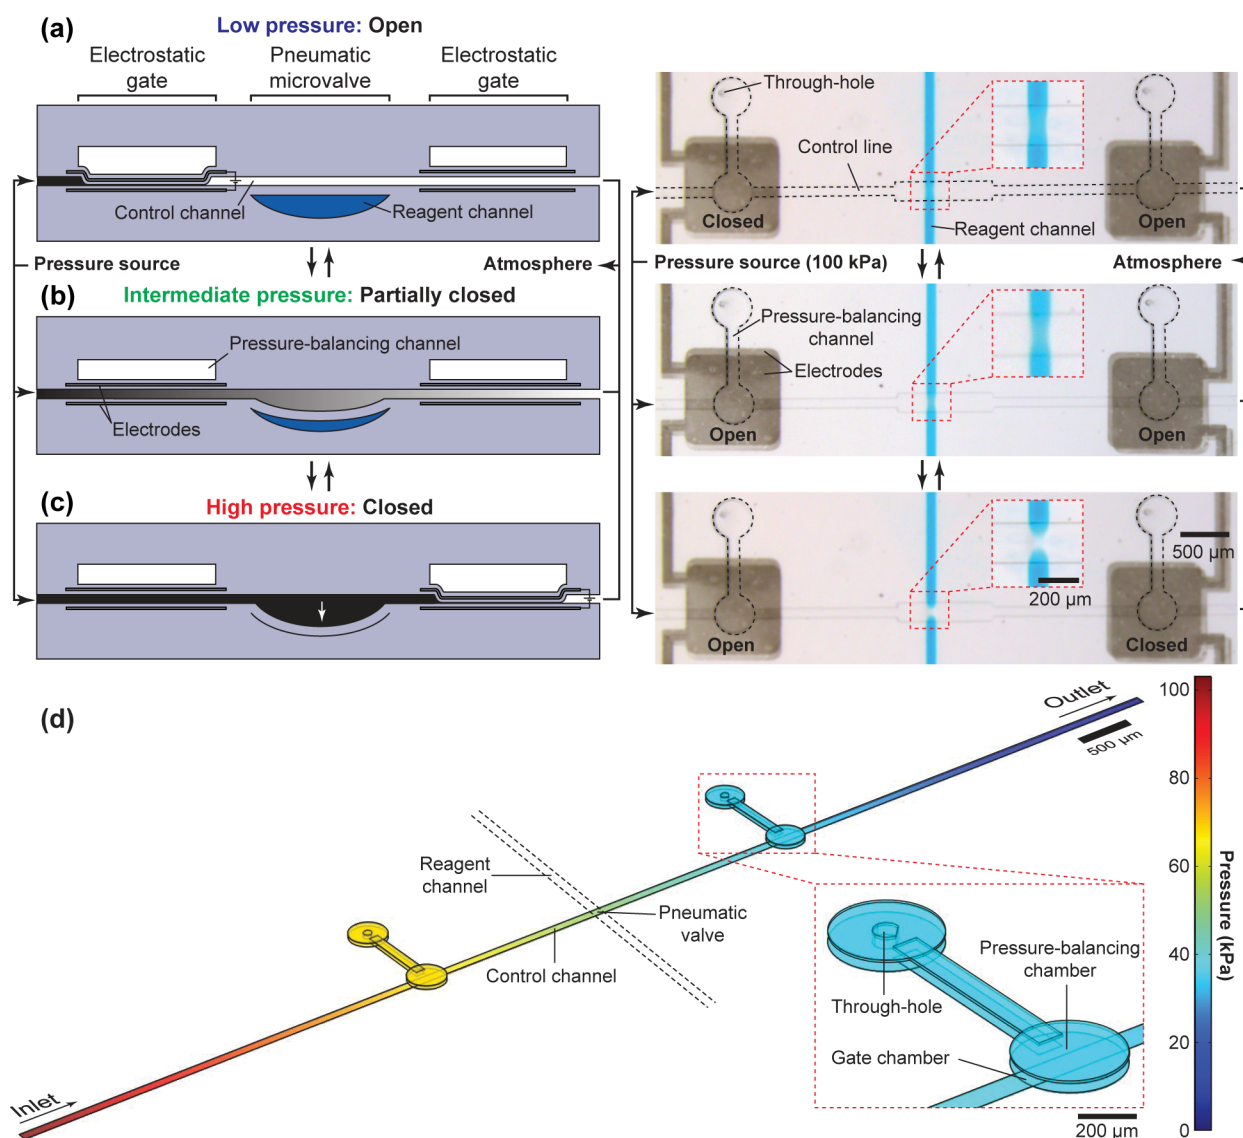 (a)
Low pressure: Open
Electrostatic
gate
Pneumatic
microvalve
Electrostatic
gate
Control channel
Reagent channel
Through-hole
Control line
Closed
Open
Reagent channel
Pressure source
Atmosphere
Pressure source (100 kPa)
Atmosphere
(b)
Intermediate pressure: Partially closed
Pressure-balancing channel
Electrodes
Pressure-balancing
channel
Electrodes
Open
Open
(c)
High pressure: Closed
500 µm
200 µm
Open
Closed
(d)
Outlet
500 µm
Reagent
channel
Pneumatic
valve
Control channel
Inlet
Pressure-balancing
chamber
Through-hole
Gate chamber
200 µm
100
80
60
40
20
0
Pressure (kPa)